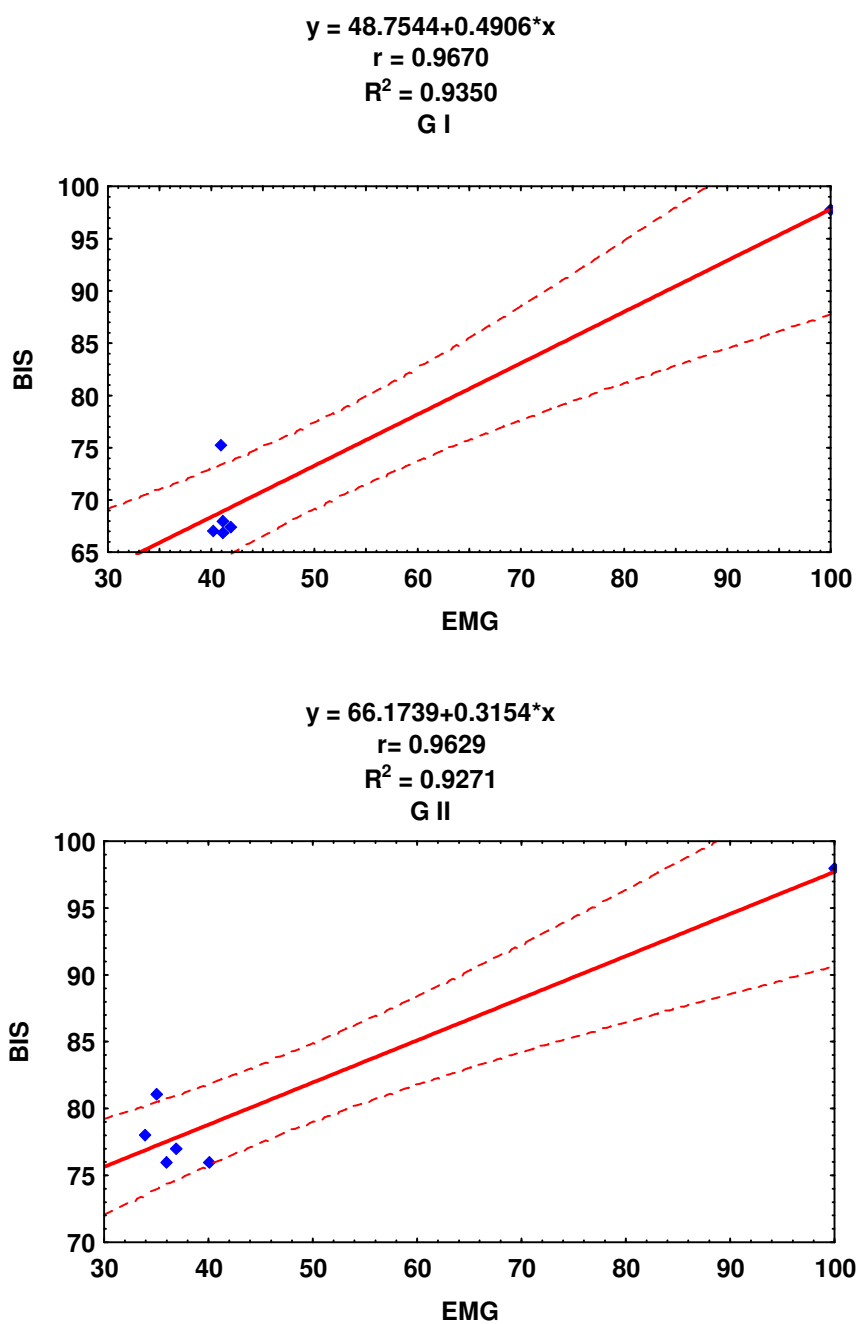 y = 48.7544+0.4906*x
r = 0.9670
R² = 0.9350
G I
100
95
90
85
80
75
70
65
BIS
30 40 50 60 70 80 90 100
EMG
y = 66.1739+0.3154*x
r= 0.9629
R² = 0.9271
G II
100
95
90
85
80
75
70
BIS
30 40 50 60 70 80 90 100
EMG